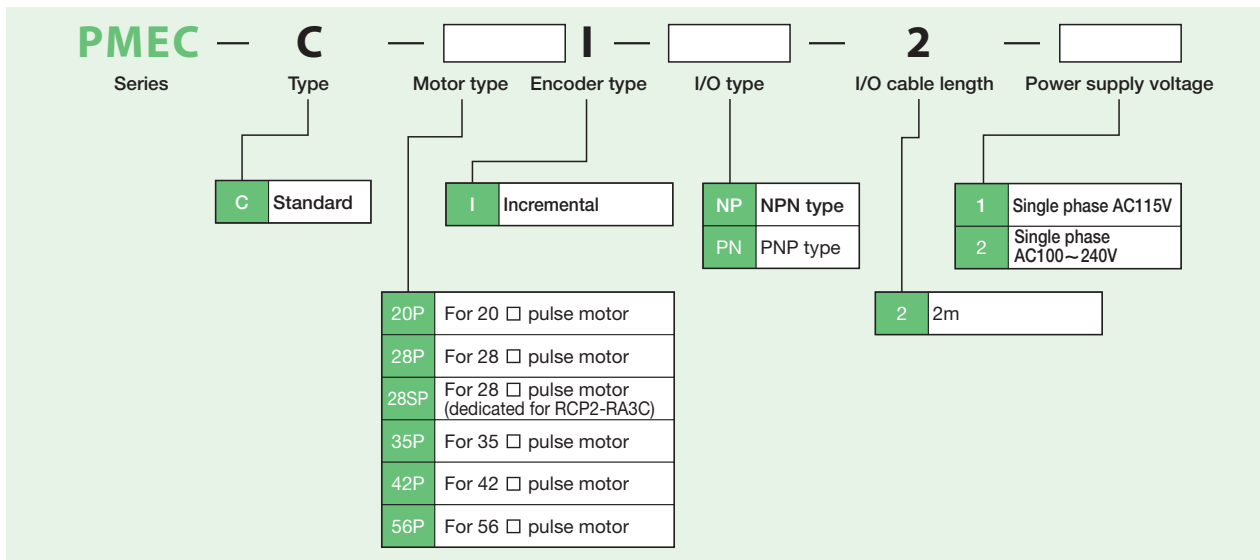 PMEC — C — I — — 2 —
Series Type Motor type Encoder type I/O type I/O cable length Power supply voltage
C Standard
I Incremental
NP NPN type
PN PNP type
1 Single phase AC115V
2 Single phase
AC100～240V
20P For 20 □ pulse motor
28P For 28 □ pulse motor
28SP For 28 □ pulse motor
(dedicated for RCP2-RA3C)
35P For 35 □ pulse motor
42P For 42 □ pulse motor
56P For 56 □ pulse motor
2 2m